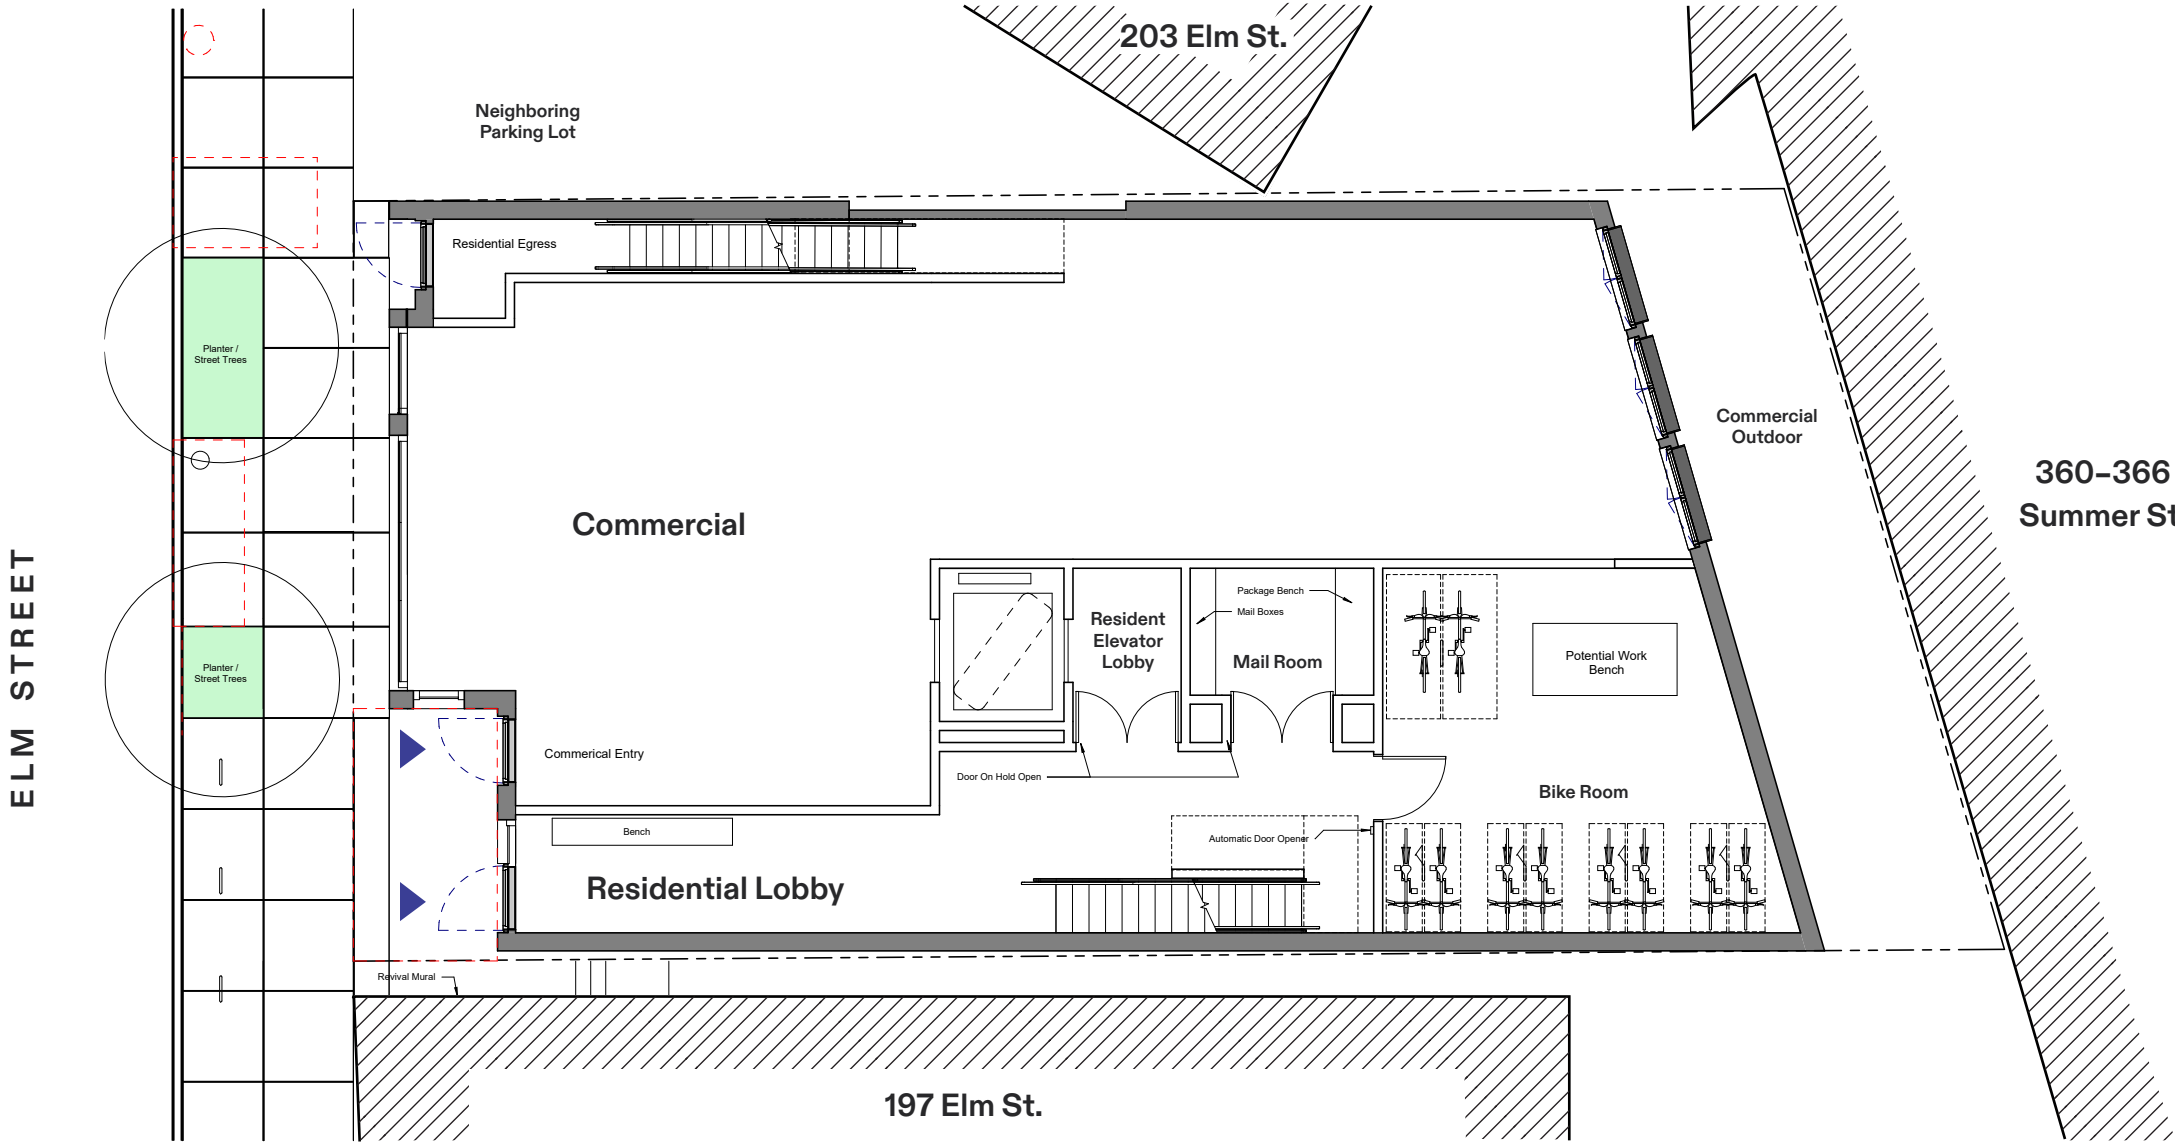 203 Elm St.
Neighboring
Parking Lot
Residential Egress
Planter /
Street Trees
Commercial
Outdoor
360-366
Summer St
Commercial
ELM STREET
Package Bench
Mail Boxes
Resident
Elevator
Lobby
Mail Room
Potential Work
Bench
Planter /
Street Trees
Commerical Entry
Door On Hold Open
Bike Room
Bench
Automatic Door Opener
Residential Lobby
Revival Mural
197 Elm St.